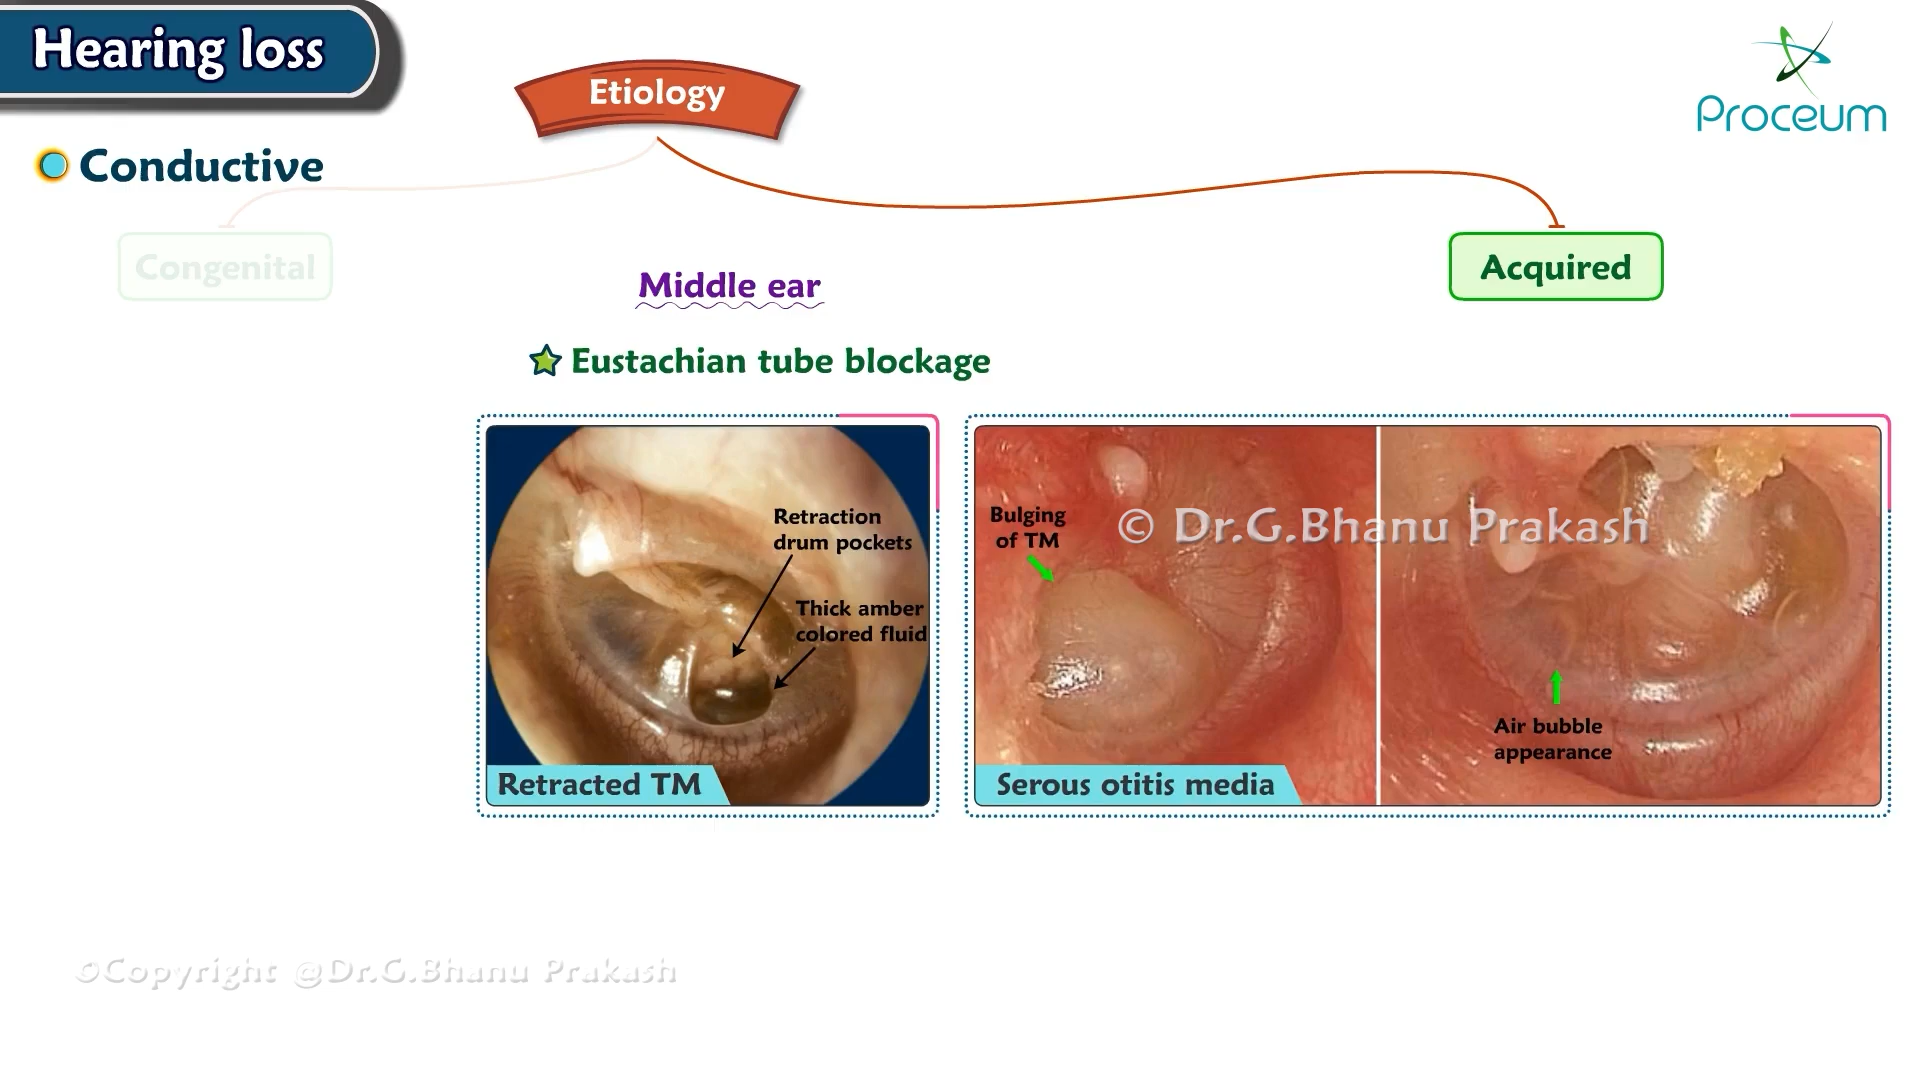 Hearing loss
Etiology
Proceum
Conductive
Congenital
Acquired
Middle ear
Eustachian tube blockage
Retraction
drum pockets
Thick amber
colored fluid
Retracted TM
Bulging
of TM
© Dr.G.Bhanu Prakash
Air bubble
appearance
Serous otitis media
©Copyright @Dr.G.Bhanu Prakash